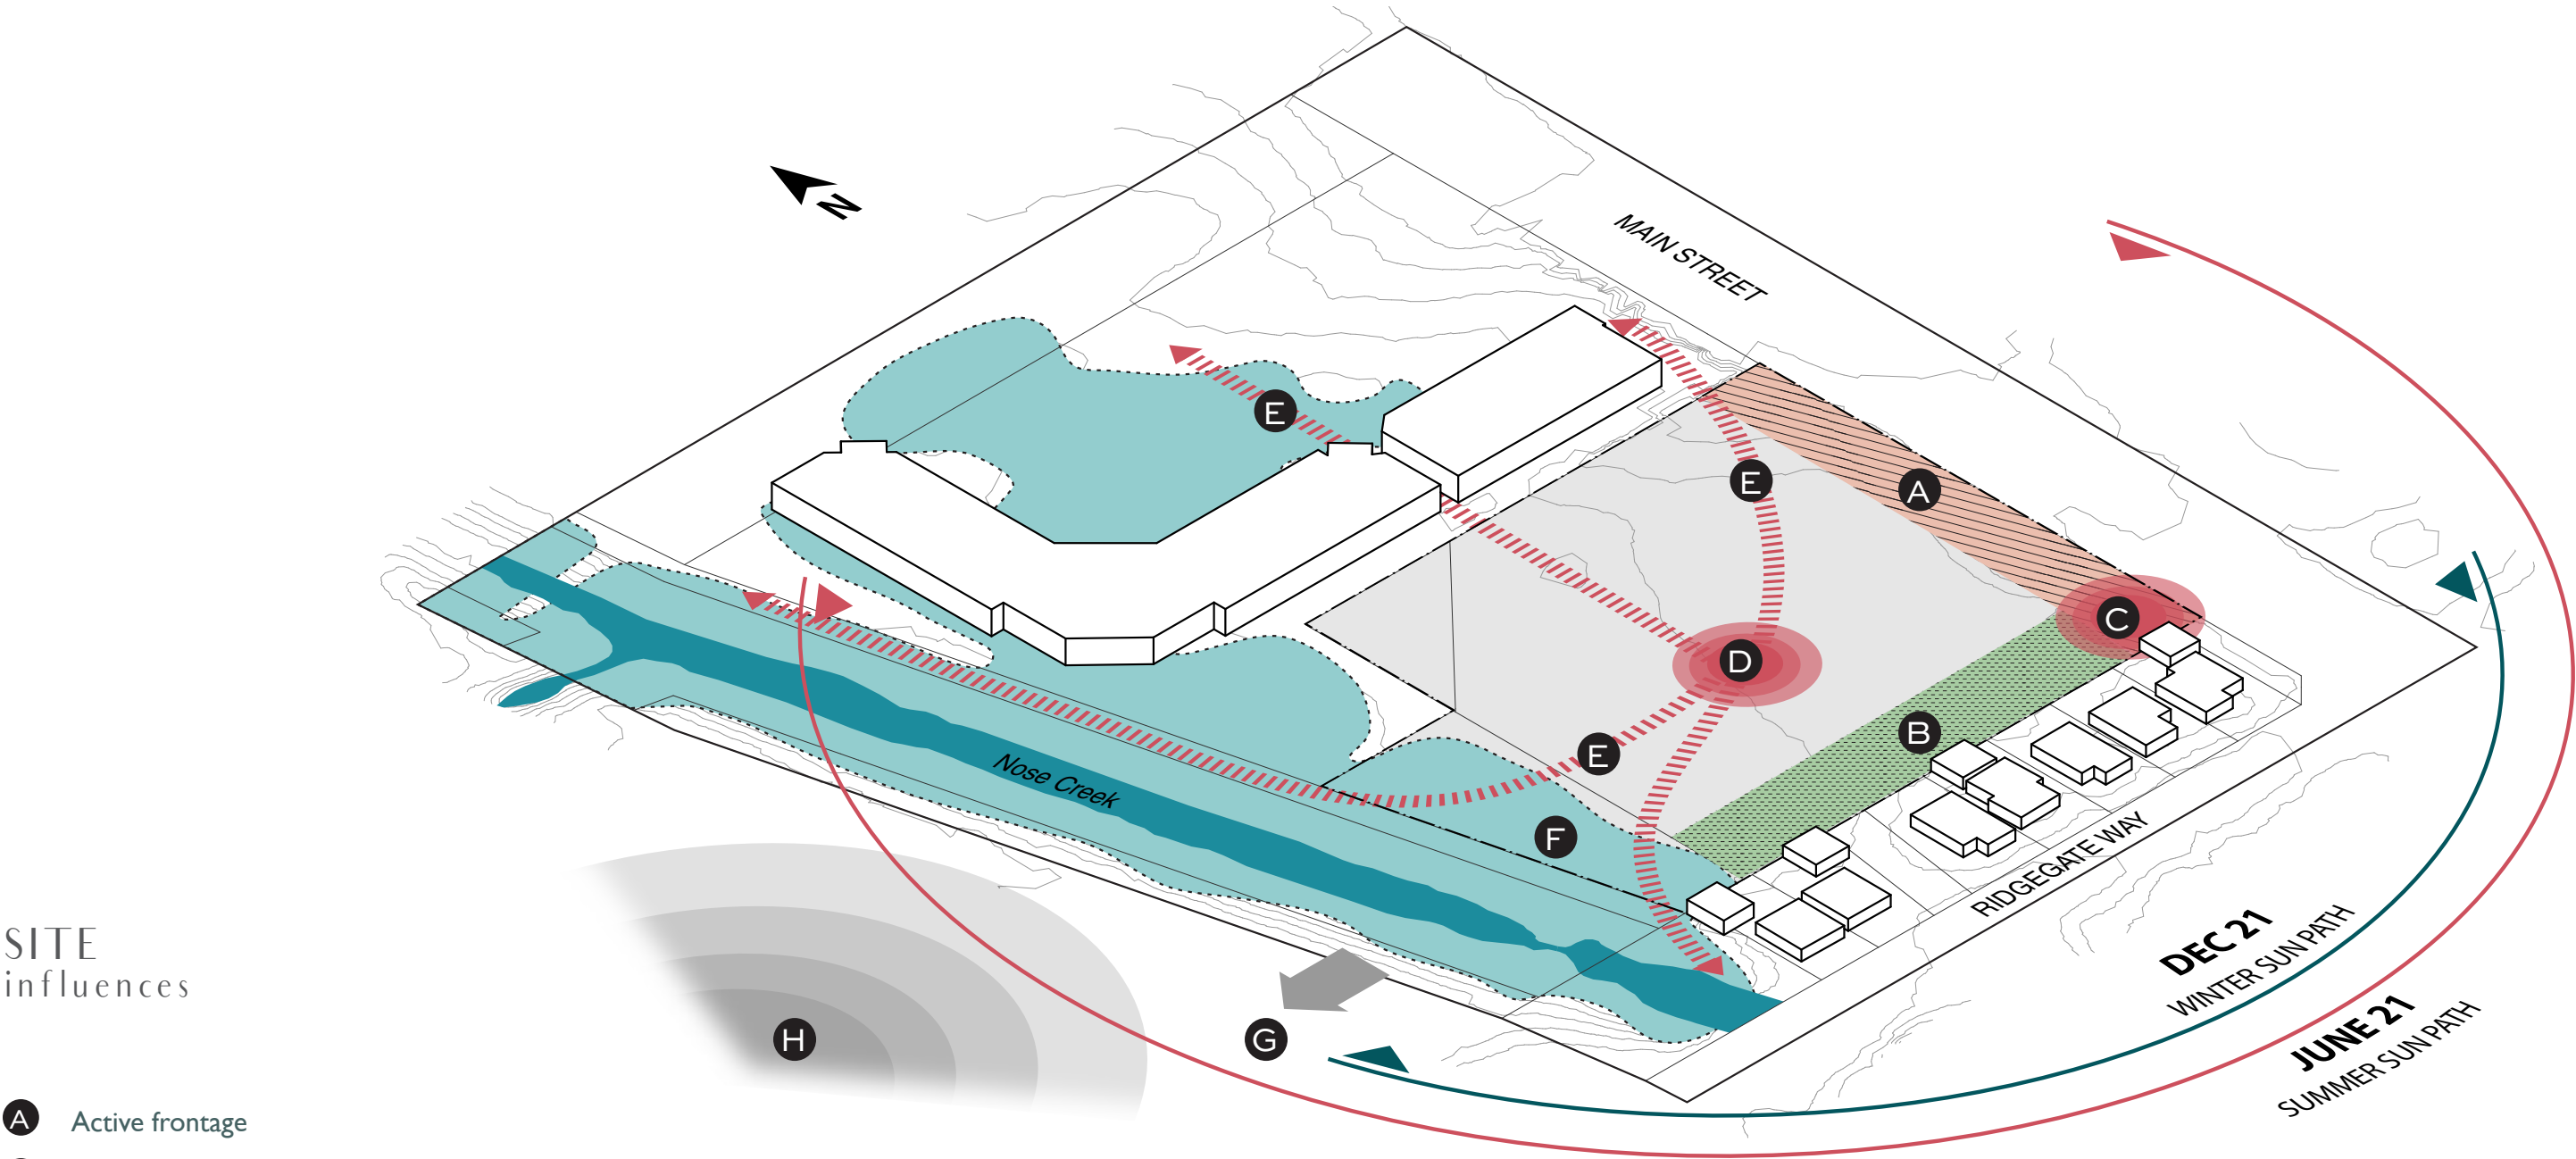 N
MAIN STREET
E
E
A
C
D
B
E
Nose Creek
F
RIDGEGATE WAY
DEC 21
WINTER SUN PATH
JUNE 21
SUMMER SUN PATH
G
H
SITE
influences
A Active frontage